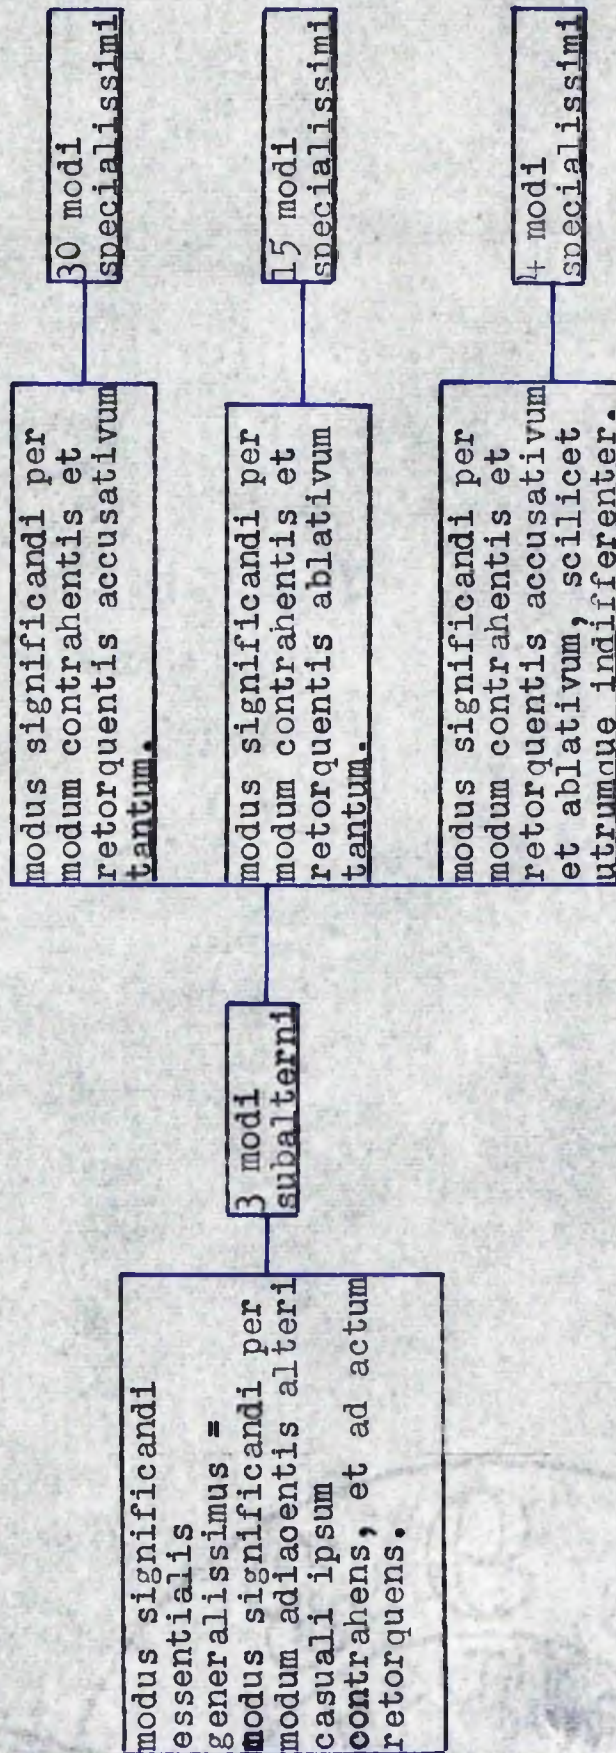 modus significandi
essentialis
generalissimus =
modus significandi per
modum adiacentis alteri
casuali ipsum
contrahens, et ad actum
retorquens.
3 modi
subalterni
modus significandi per
modum contrahentis et
retorquentis accusativum
tantum.
30 modi
specialissimi
modus significandi per
modum contrahentis et
retorquentis ablativum
tantum.
15 modi
specialissimi
modus significandi per
modum contrahentis et
retorquentis accusativum
et ablativum, scilicet
utrumque indifferenter.
4 modi
specialissimi